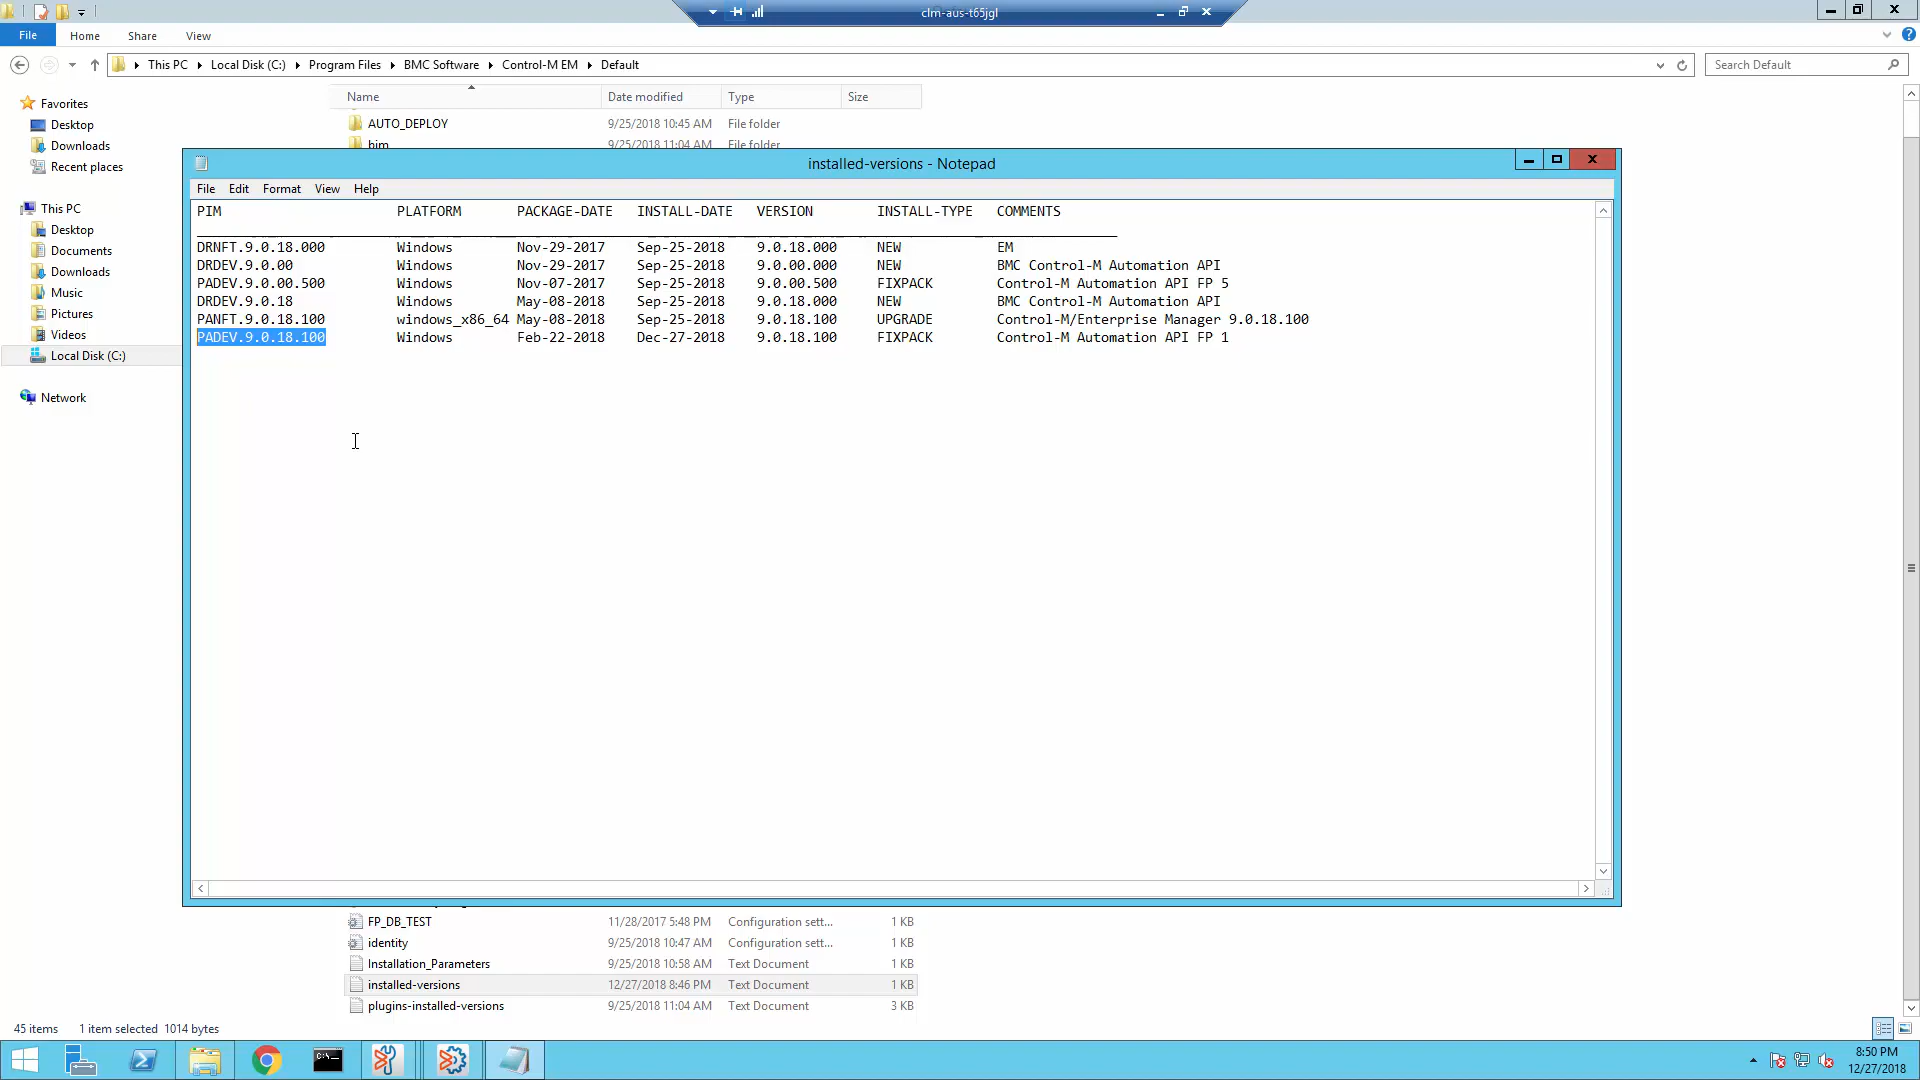 clm-aus-t65jgl
File Home Share View
This PC Local Disk (C:) Program Files BMC Software Control-M EM Default
Search Default
Name Date modified Type Size
Favorites
Desktop
Downloads
Recent places
This PC
Desktop
Documents
Downloads
Music
Pictures
Videos
Local Disk (C:)
Network
AUTO_DEPLOY 9/25/2018 10:45 AM File folder
bim 9/25/2018 11:04 AM File folder
installed-versions - Notepad
File Edit Format View Help
PIM PLATFORM PACKAGE-DATE INSTALL-DATE VERSION INSTALL-TYPE COMMENTS
DRNFT.9.0.18.000 Windows Nov-29-2017 Sep-25-2018 9.0.18.000 NEW EM
DRDEV.9.0.00 Windows Nov-29-2017 Sep-25-2018 9.0.00.000 NEW BMC Control-M Automation API
PADEV.9.0.00.500 Windows Nov-07-2017 Sep-25-2018 9.0.00.500 FIXPACK Control-M Automation API FP 5
DRDEV.9.0.18 Windows May-08-2018 Sep-25-2018 9.0.18.000 NEW BMC Control-M Automation API
PANFT.9.0.18.100 windows_x86_64 May-08-2018 Sep-25-2018 9.0.18.100 UPGRADE Control-M/Enterprise Manager 9.0.18.100
PADEV.9.0.18.100 Windows Feb-22-2018 Dec-27-2018 9.0.18.100 FIXPACK Control-M Automation API FP 1
FP_DB_TEST 11/28/2017 5:48 PM Configuration sett... 1 KB
identity 9/25/2018 10:47 AM Configuration sett... 1 KB
Installation_Parameters 9/25/2018 10:58 AM Text Document 1 KB
installed-versions 12/27/2018 8:46 PM Text Document 1 KB
plugins-installed-versions 9/25/2018 11:04 AM Text Document 3 KB
45 items 1 item selected 1014 bytes
8:50 PM
12/27/2018